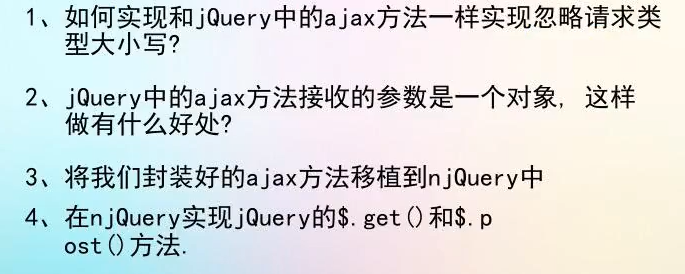 1、如何实现和jQuery中的ajax方法一样实现忽略请求类
型大小写?
2、jQuery中的ajax方法接收的参数是一个对象, 这样
做有什么好处?
3、将我们封装好的ajax方法移植到njQuery中
4、在njQuery实现jQuery的$.get()和$.p
ost()方法.